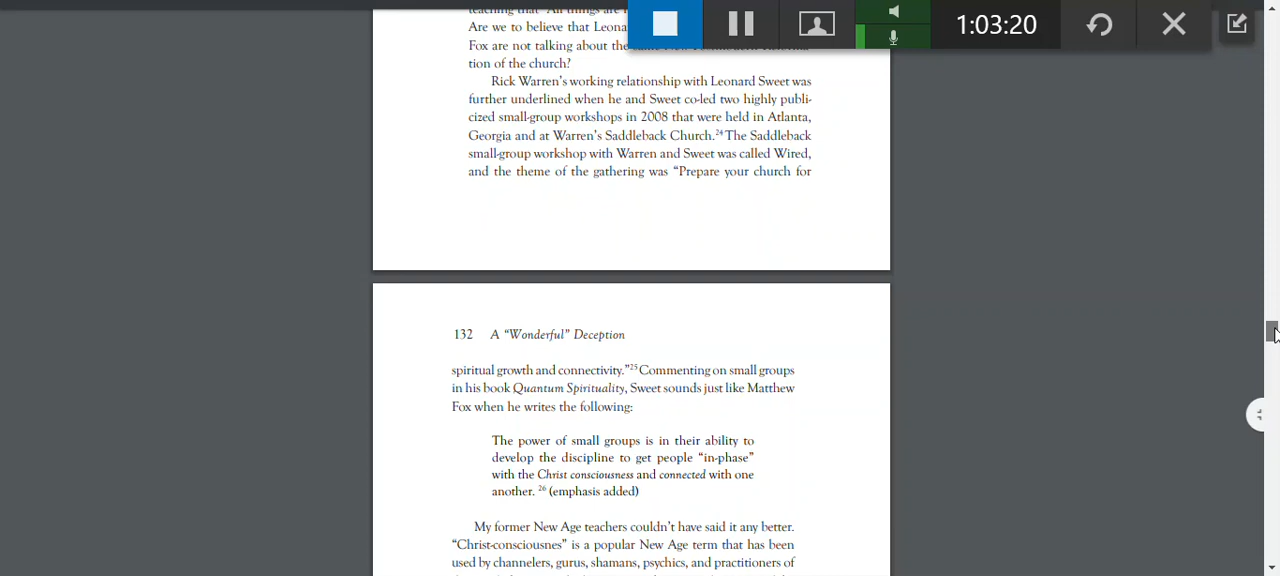 teaching that "All things are
1:03:20
Are we to believe that Leona
Fox are not talking about the
tion of the church?
Rick Warren's working relationship with Leonard Sweet was
further underlined when he and Sweet co-led two highly publi-
cized small-group workshops in 2008 that were held in Atlanta,
Georgia and at Warren's Saddleback Church.24 The Saddleback
small-group workshop with Warren and Sweet was called Wired,
and the theme of the gathering was "Prepare your church for
132 A "Wonderful" Deception
spiritual growth and connectivity."25 Commenting on small groups
in his book Quantum Spirituality, Sweet sounds just like Matthew
Fox when he writes the following:
The power of small groups is in their ability to
develop the discipline to get people "in-phase"
with the Christ consciousness and connected with one
another. 26 (emphasis added)
My former New Age teachers couldn't have said it any better.
"Christ-consciousnes" is a popular New Age term that has been
used by channelers, gurus, shamans, psychics, and practitioners of